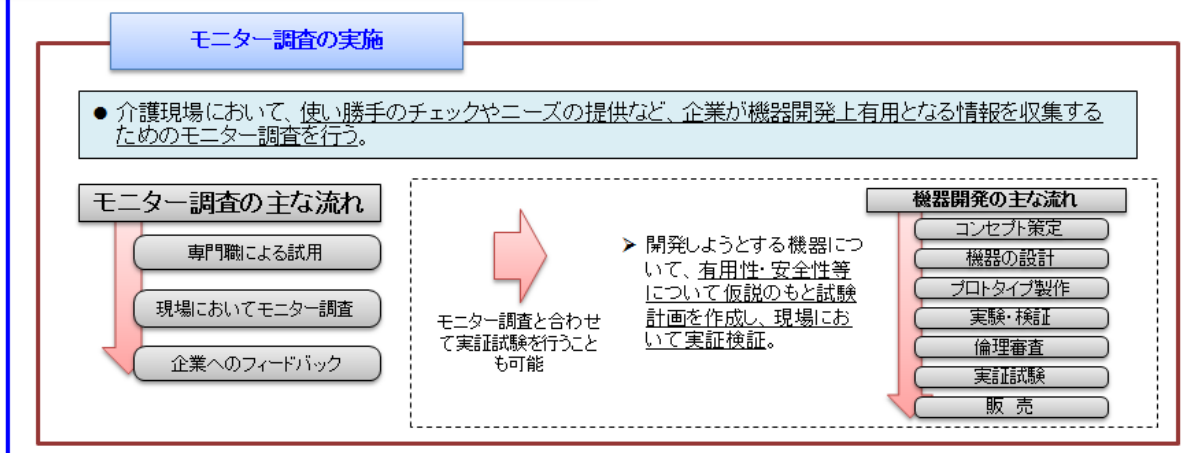 モニター調査の実施
● 介護現場において、使い勝手のチェックやニーズの提供など、企業が機器開発上有用となる情報を収集する
ためのモニター調査を行う。
モニター調査の主な流れ
専門職による試用
現場においてモニター調査
企業へのフィードバック
モニター調査と合わせ
て実証試験を行うこと
も可能
➢ 開発しようとする機器につ
いて、有用性・安全性等
について仮説のもと試験
計画を作成し、現場にお
いて実証検証。
機器開発の主な流れ
コンセプト策定
機器の設計
プロトタイプ製作
実験・検証
倫理審査
実証試験
販 売